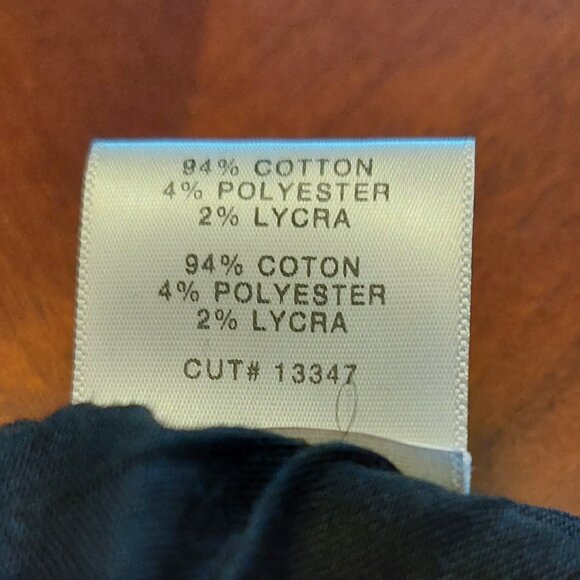 94% COTTON
4% POLYESTER
2% LYCRA
94% COTON
4% POLYESTER
2% LYCRA
CUT# 13347